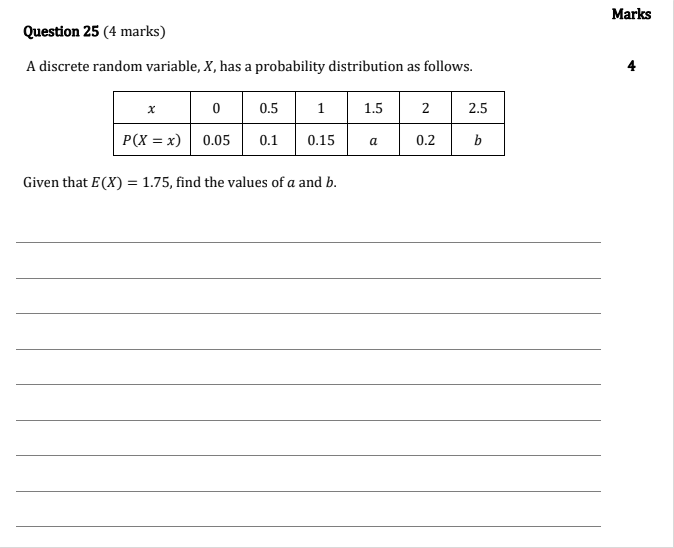 Marks
Question 25 (4 marks)
A discrete random variable, X, has a probability distribution as follows. 4
x 0 0.5 1 1.5 2 2.5
P(X = x) 0.05 0.1 0.15 a 0.2 b
Given that E(X) = 1.75, find the values of a and b.